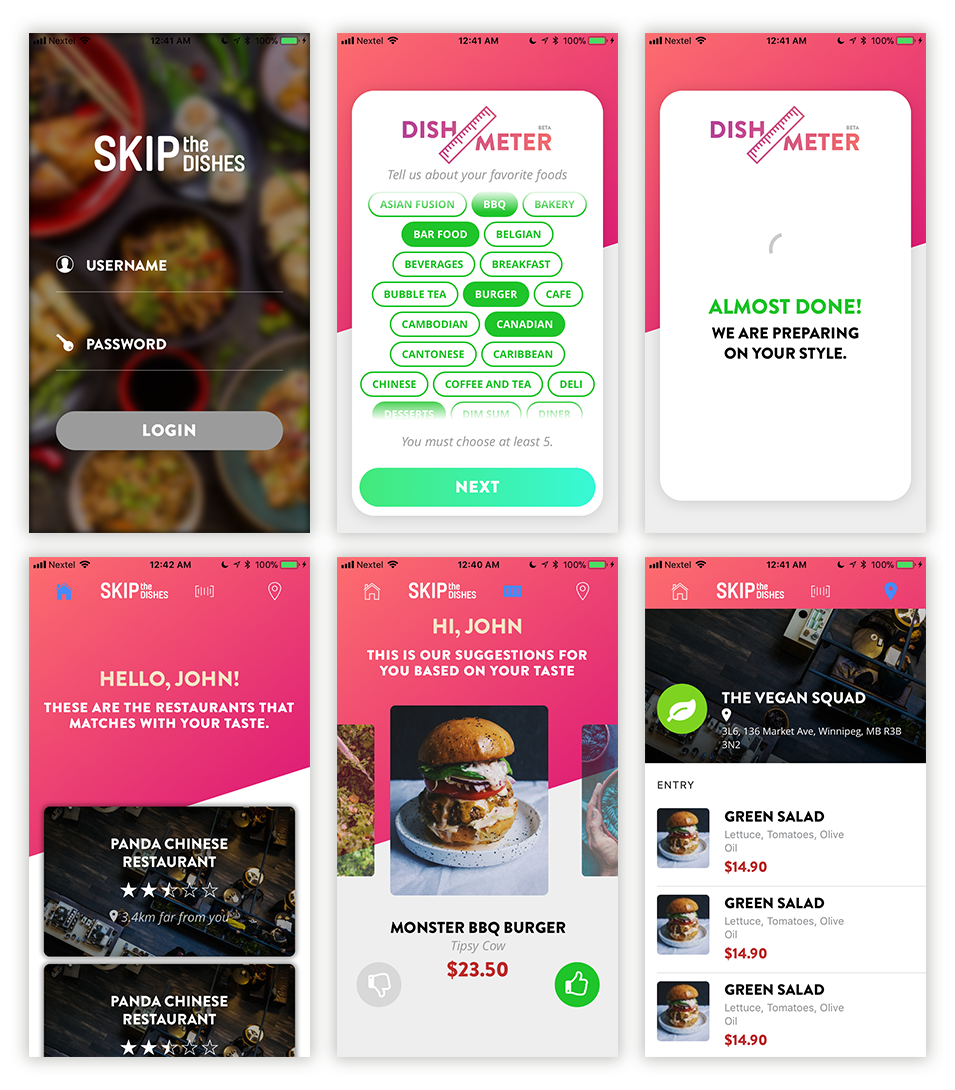 Nextel 12:41 AM 100%
SKIP the DISHES
USERNAME
PASSWORD
LOGIN
Nextel 12:41 AM 100%
DISH METER BETA
Tell us about your favorite foods
ASIAN FUSION BBQ BAKERY
BAR FOOD BELGIAN
BEVERAGES BREAKFAST
BUBBLE TEA BURGER CAFE
CAMBODIAN CANADIAN
CANTONESE CARIBBEAN
CHINESE COFFEE AND TEA DELI
DESSERTS DIM SUM DINER
You must choose at least 5.
NEXT
Nextel 12:41 AM 100%
DISH METER BETA
ALMOST DONE!
WE ARE PREPARING
ON YOUR STYLE.
Nextel 12:42 AM 100%
SKIP the DISHES
HELLO, JOHN!
THESE ARE THE RESTAURANTS THAT
MATCHES WITH YOUR TASTE.
PANDA CHINESE
RESTAURANT
3,4km far from you
PANDA CHINESE
RESTAURANT
Nextel 12:40 AM 100%
SKIP the DISHES
HI, JOHN
THIS IS OUR SUGGESTIONS FOR
YOU BASED ON YOUR TASTE
MONSTER BBQ BURGER
Tipsy Cow
$23.50
Nextel 12:41 AM 100%
SKIP the DISHES
THE VEGAN SQUAD
3L6, 136 Market Ave, Winnipeg, MB R3B
3N2
ENTRY
GREEN SALAD
Lettuce, Tomatoes, Olive
Oil
$14.90
GREEN SALAD
Lettuce, Tomatoes, Olive
Oil
$14.90
GREEN SALAD
Lettuce, Tomatoes, Olive
Oil
$14.90